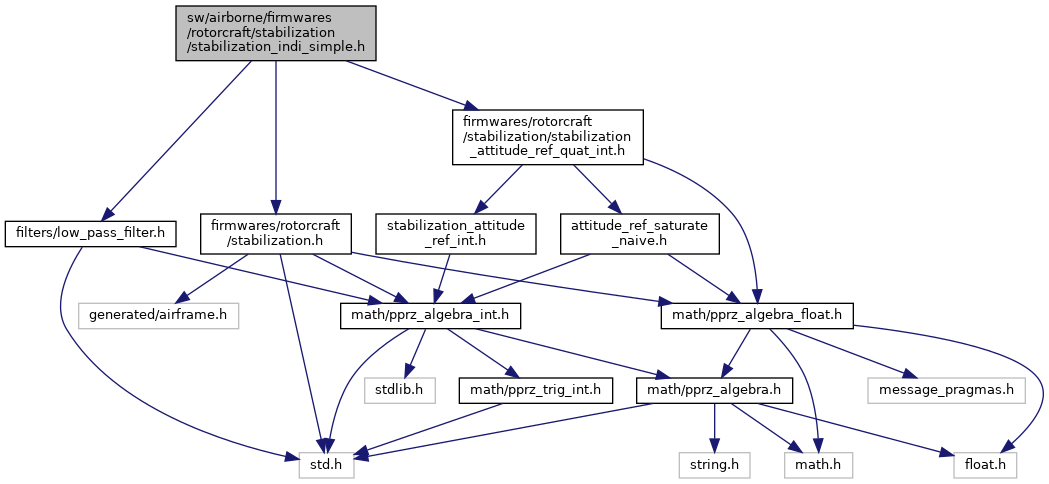 sw/airborne/firmwares
/rotorcraft/stabilization
/stabilization_indi_simple.h
firmwares/rotorcraft
/stabilization/stabilization
_attitude_ref_quat_int.h
filters/low_pass_filter.h
firmwares/rotorcraft
/stabilization.h
stabilization_attitude
_ref_int.h
attitude_ref_saturate
_naive.h
generated/airframe.h
math/pprz_algebra_int.h
math/pprz_algebra_float.h
stdlib.h
math/pprz_trig_int.h
math/pprz_algebra.h
message_pragmas.h
std.h
string.h
math.h
float.h